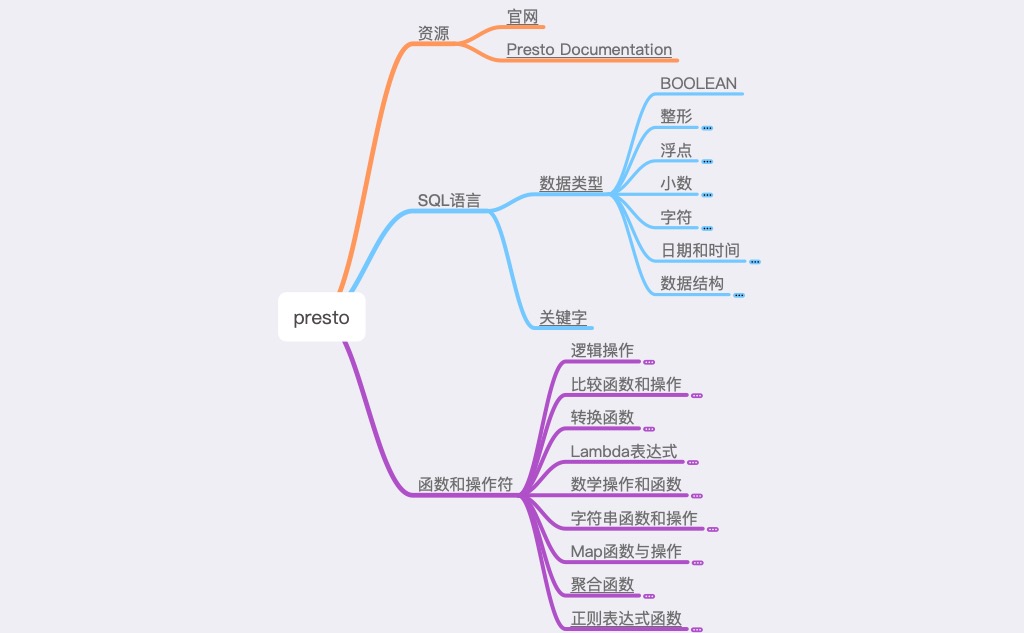 官网
资源
Presto Documentation
BOOLEAN
整形
浮点
数据类型
小数
SQL语言
字符
日期和时间
数据结构
presto
关键字
逻辑操作
比较函数和操作
转换函数
Lambda表达式
函数和操作符
数学操作和函数
字符串函数和操作
Map函数与操作
聚合函数
正则表达式函数